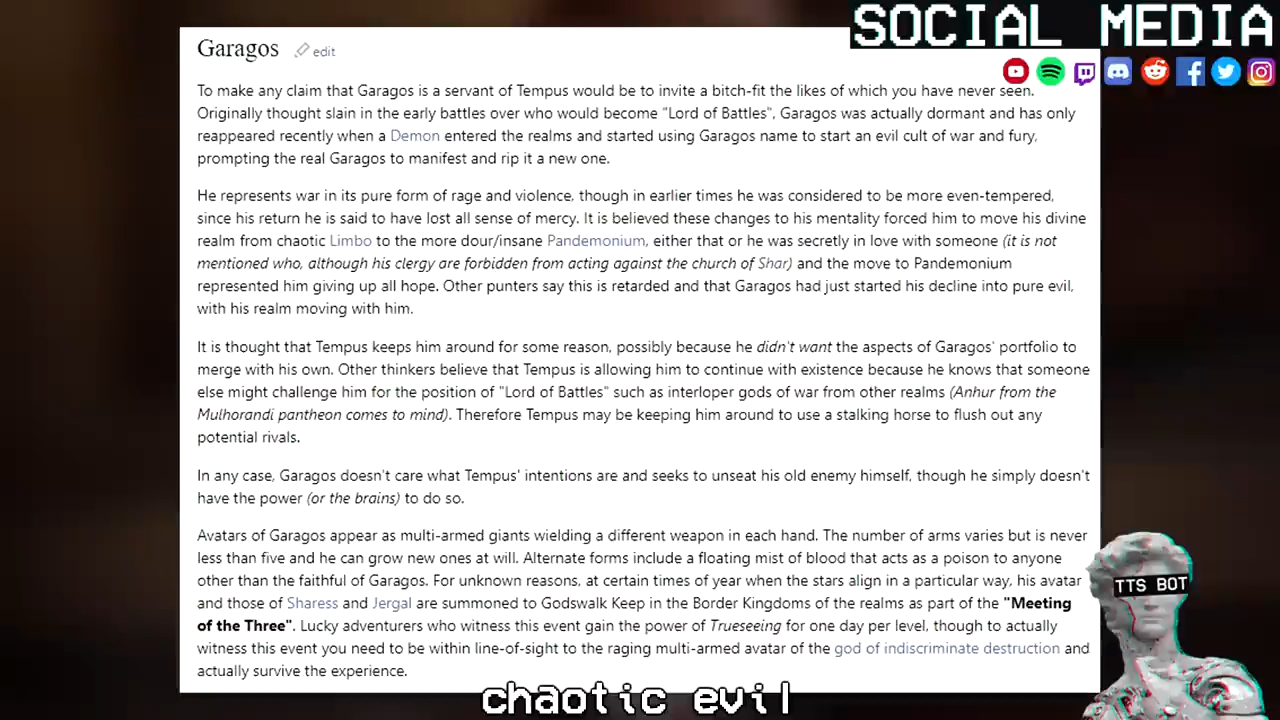 SOCIAL MEDIA
Garagos edit
To make any claim that Garagos is a servant of Tempus would be to invite a bitch-fit the likes of which you have never seen.
Originally thought slain in the early battles over who would become "Lord of Battles", Garagos was actually dormant and has only
reappeared recently when a Demon entered the realms and started using Garagos name to start an evil cult of war and fury,
prompting the real Garagos to manifest and rip it a new one.
He represents war in its pure form of rage and violence, though in earlier times he was considered to be more even-tempered,
since his return he is said to have lost all sense of mercy. It is believed these changes to his mentality forced him to move his divine
realm from chaotic Limbo to the more dour/insane Pandemonium, either that or he was secretly in love with someone (it is not
mentioned who, although his clergy are forbidden from acting against the church of Shar) and the move to Pandemonium
represented him giving up all hope. Other punters say this is retarded and that Garagos had just started his decline into pure evil,
with his realm moving with him.
It is thought that Tempus keeps him around for some reason, possibly because he didn't want the aspects of Garagos' portfolio to
merge with his own. Other thinkers believe that Tempus is allowing him to continue with existence because he knows that someone
else might challenge him for the position of "Lord of Battles" such as interloper gods of war from other realms (Anhur from the
Mulhorandi pantheon comes to mind). Therefore Tempus may be keeping him around to use a stalking horse to flush out any
potential rivals.
In any case, Garagos doesn't care what Tempus' intentions are and seeks to unseat his old enemy himself, though he simply doesn't
have the power (or the brains) to do so.
Avatars of Garagos appear as multi-armed giants wielding a different weapon in each hand. The number of arms varies but is never
less than five and he can grow new ones at will. Alternate forms include a floating mist of blood that acts as a poison to anyone
other than the faithful of Garagos. For unknown reasons, at certain times of year when the stars align in a particular way, his avatar
and those of Sharess and Jergal are summoned to Godswalk Keep in the Border Kingdoms of the realms as part of the "Meeting
of the Three". Lucky adventurers who witness this event gain the power of Trueseeing for one day per level, though to actually
witness this event you need to be within line-of-sight to the raging multi-armed avatar of the god of indiscriminate destruction and
actually survive the experience.
TTS BOT
chaotic evil